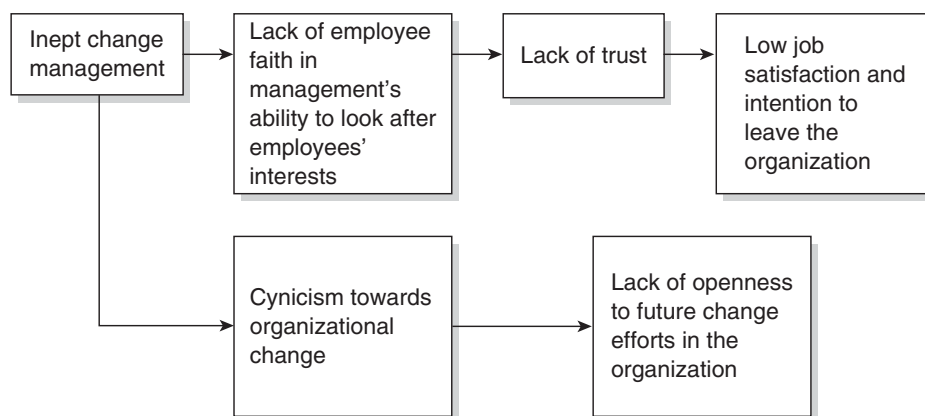 Inept change
management
Lack of employee
faith in
management's
ability to look after
employees'
interests
Lack of trust
Low job
satisfaction and
intention to
leave the
organization
Cynicism towards
organizational
change
Lack of openness
to future change
efforts in the
organization